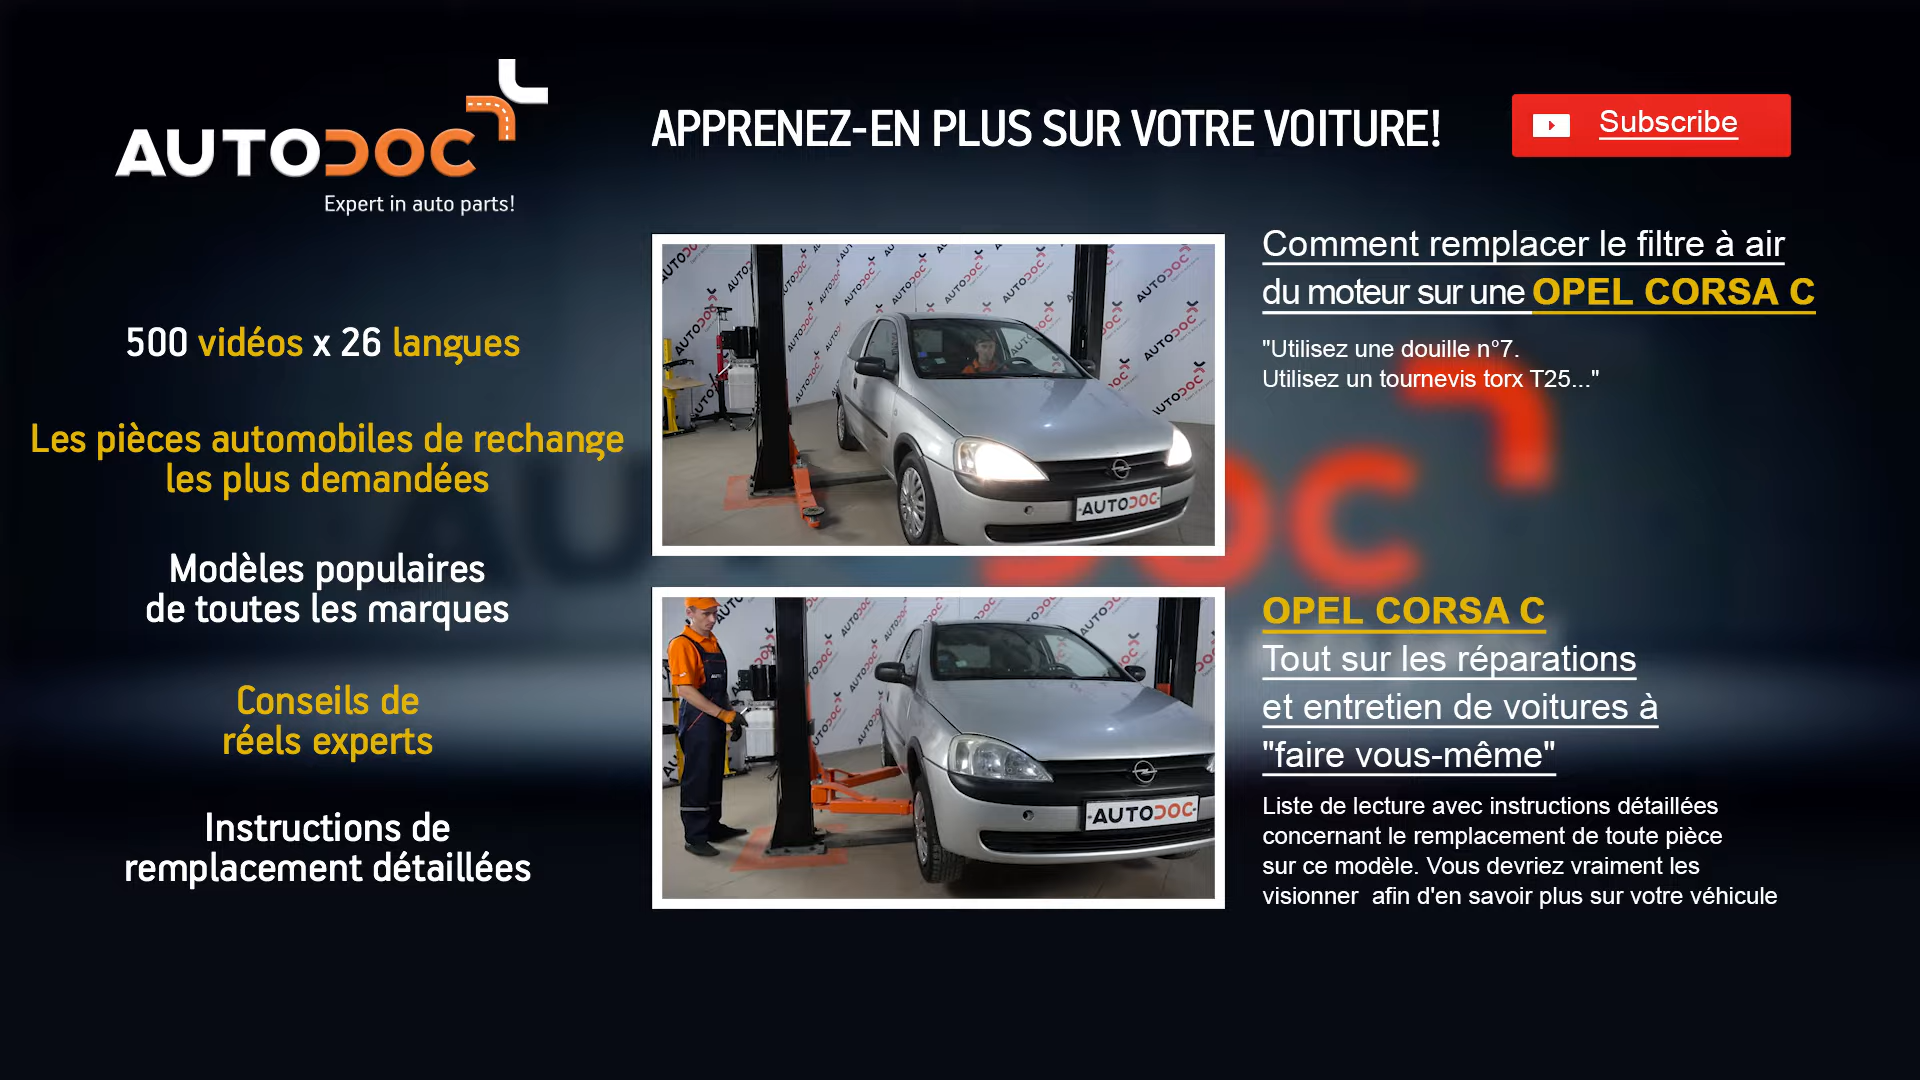 AUTODOC
Expert in auto parts!
APPRENEZ-EN PLUS SUR VOTRE VOITURE!
Subscribe
500 vidéos x 26 langues
Les pièces automobiles de rechange
les plus demandées
Modèles populaires
de toutes les marques
Conseils de
réels experts
Instructions de
remplacement détaillées
AUTODOC
Comment remplacer le filtre à air
du moteur sur une OPEL CORSA C
"Utilisez une douille n°7.
Utilisez un tournevis torx T25..."
AUTODOC
OPEL CORSA C
Tout sur les réparations
et entretien de voitures à
"faire vous-même"
Liste de lecture avec instructions détaillées
concernant le remplacement de toute pièce
sur ce modèle. Vous devriez vraiment les
visionner  afin d'en savoir plus sur votre véhicule